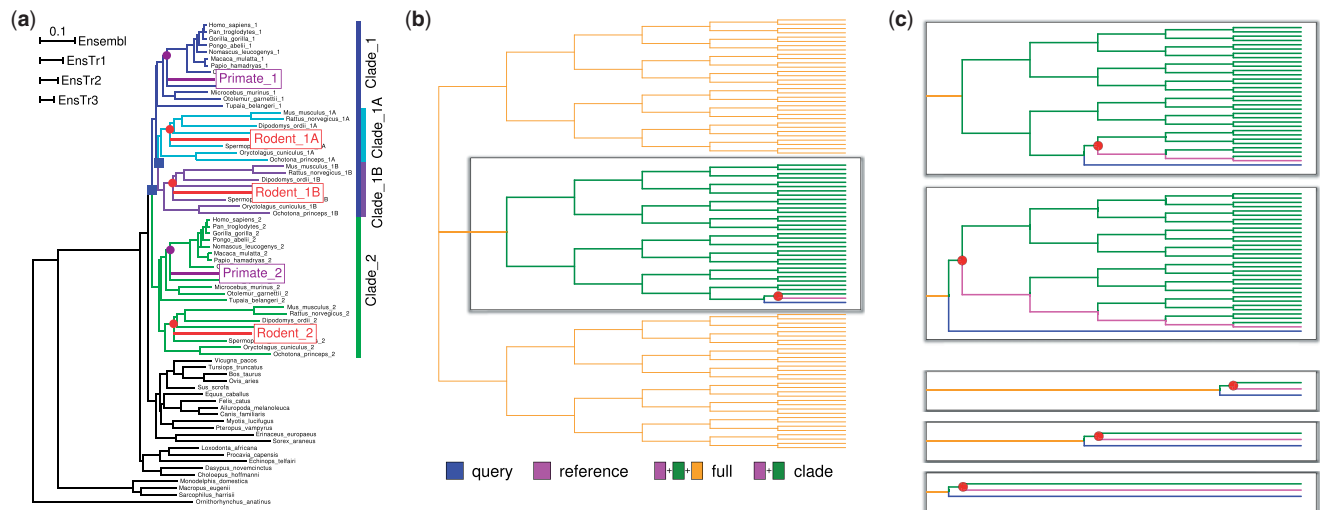 (a)
0.1
Ensembl
EnsTr1
EnsTr2
EnsTr3
Homo_sapiens_1
Pan_troglodytes_1
Gorilla_gorilla_1
Pongo_abelii_1
Nomascus_leucogenys_1
Macaca_mulatta_1
Papio_hamadryas_1
Primate_1
Microcebus_murinus_1
Otolemur_garnettii_1
Tupaia_belangeri_1
Mus_musculus_1A
Rattus_norvegicus_1A
Dipodomys_ordii_1A
Rodent_1A
Oryctolagus_cuniculus_1A
Ochotona_princeps_1A
Mus_musculus_1B
Rattus_norvegicus_1B
Dipodomys_ordii_1B
Rodent_1B
Oryctolagus_cuniculus_1B
Ochotona_princeps_1B
Homo_sapiens_2
Pan_troglodytes_2
Gorilla_gorilla_2
Pongo_abelii_2
Nomascus_leucogenys_2
Macaca_mulatta_2
Papio_hamadryas_2
Primate_2
Microcebus_murinus_2
Otolemur_garnettii_2
Tupaia_belangeri_2
Mus_musculus_2
Rattus_norvegicus_2
Dipodomys_ordii_2
Rodent_2
Oryctolagus_cuniculus_2
Ochotona_princeps_2
Vicugna_pacos
Tursiops_truncatus
Bos_taurus
Ovis_aries
Sus_scrofa
Equus_caballus
Felis_catus
Ailuropoda_melanoleuca
Canis_familiaris
Myotis_lucifugus
Pteropus_vampyrus
Erinaceus_europaeus
Sorex_araneus
Loxodonta_africana
Procavia_capensis
Echinops_telfairi
Dasypus_novemcinctus
Choloepus_hoffmanni
Monodelphis_domestica
Macropus_eugenii
Sarcophilus_harrisii
Ornithorhynchus_anatinus
Clade_1
Clade_1A
Clade_1B
Clade_2
(b)
query
reference
+ + full
+ clade
(c)